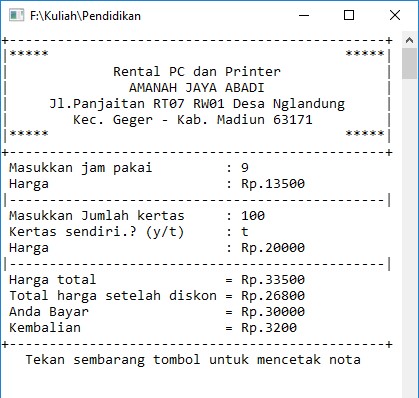 F:\Kuliah\Pendidikan
+-----------------------------------------------+
|***** *****|
Rental PC dan Printer
AMANAH JAYA ABADI
Jl.Panjaitan RT07 RW01 Desa Nglandung
Kec. Geger - Kab. Madiun 63171
|***** *****|
+-----------------------------------------------+
Masukkan jam pakai : 9
Harga : Rp.13500
|-----------------------------------------------|
Masukkan Jumlah kertas : 100
Kertas sendiri.? (y/t) : t
Harga : Rp.20000
|-----------------------------------------------|
Harga total = Rp.33500
Total harga setelah diskon = Rp.26800
Anda Bayar = Rp.30000
Kembalian = Rp.3200
+-----------------------------------------------+
Tekan sembarang tombol untuk mencetak nota